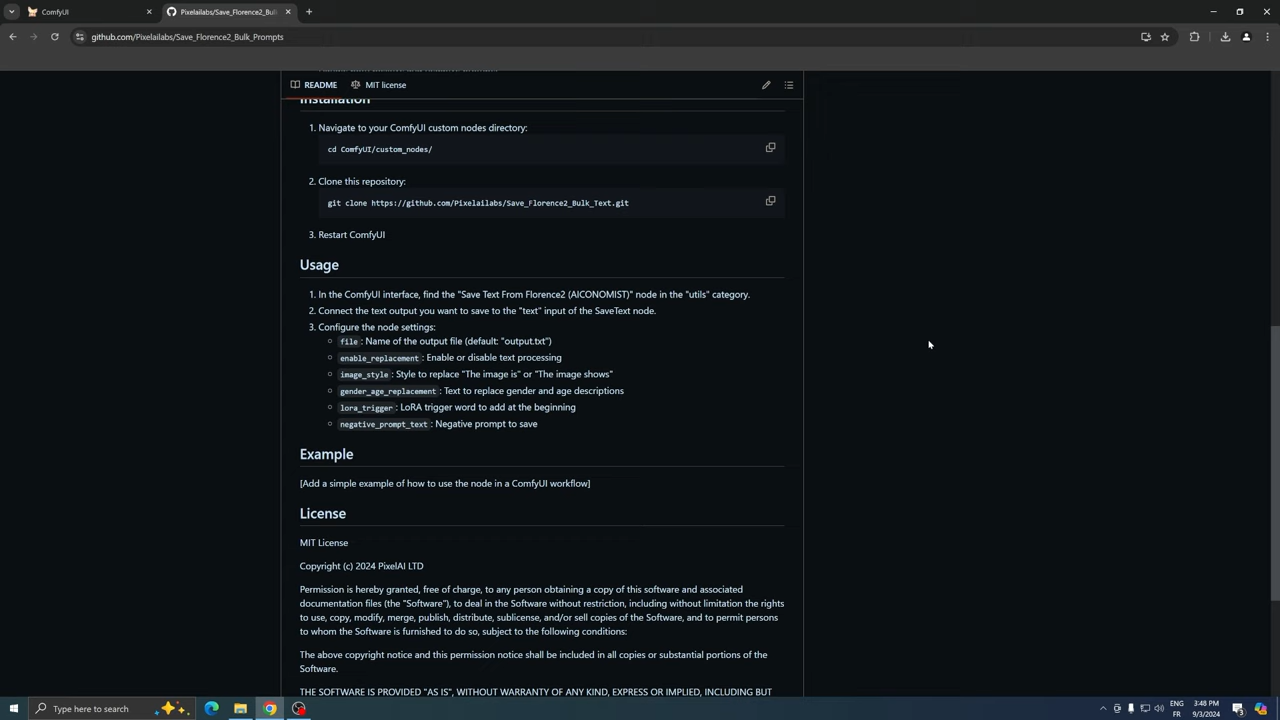 ComfyUI
Pixelailabs/Save_Florence2_Bul
github.com/Pixelailabs/Save_Florence2_Bulk_Prompts
README
MIT license
Installation
1. Navigate to your ComfyUI custom nodes directory:
cd ComfyUI/custom_nodes/
2. Clone this repository:
git clone https://github.com/Pixelailabs/Save_Florence2_Bulk_Text.git
3. Restart ComfyUI
Usage
1. In the ComfyUI interface, find the "Save Text From Florence2 (AICONOMIST)" node in the "utils" category.
2. Connect the text output you want to save to the "text" input of the SaveText node.
3. Configure the node settings:
file: Name of the output file (default: "output.txt")
enable_replacement: Enable or disable text processing
image_style: Style to replace "The image is" or "The image shows"
gender_age_replacement: Text to replace gender and age descriptions
lora_trigger: LoRA trigger word to add at the beginning
negative_prompt_text: Negative prompt to save
Example
[Add a simple example of how to use the node in a ComfyUI workflow]
License
MIT License
Copyright (c) 2024 PixelAI LTD
Permission is hereby granted, free of charge, to any person obtaining a copy of this software and associated
documentation files (the "Software"), to deal in the Software without restriction, including without limitation the rights
to use, copy, modify, merge, publish, distribute, sublicense, and/or sell copies of the Software, and to permit persons
to whom the Software is furnished to do so, subject to the following conditions:
The above copyright notice and this permission notice shall be included in all copies or substantial portions of the
Software.
THE SOFTWARE IS PROVIDED "AS IS", WITHOUT WARRANTY OF ANY KIND, EXPRESS OR IMPLIED, INCLUDING BUT
Type here to search
ENG
FR
3:48 PM
9/3/2024
3